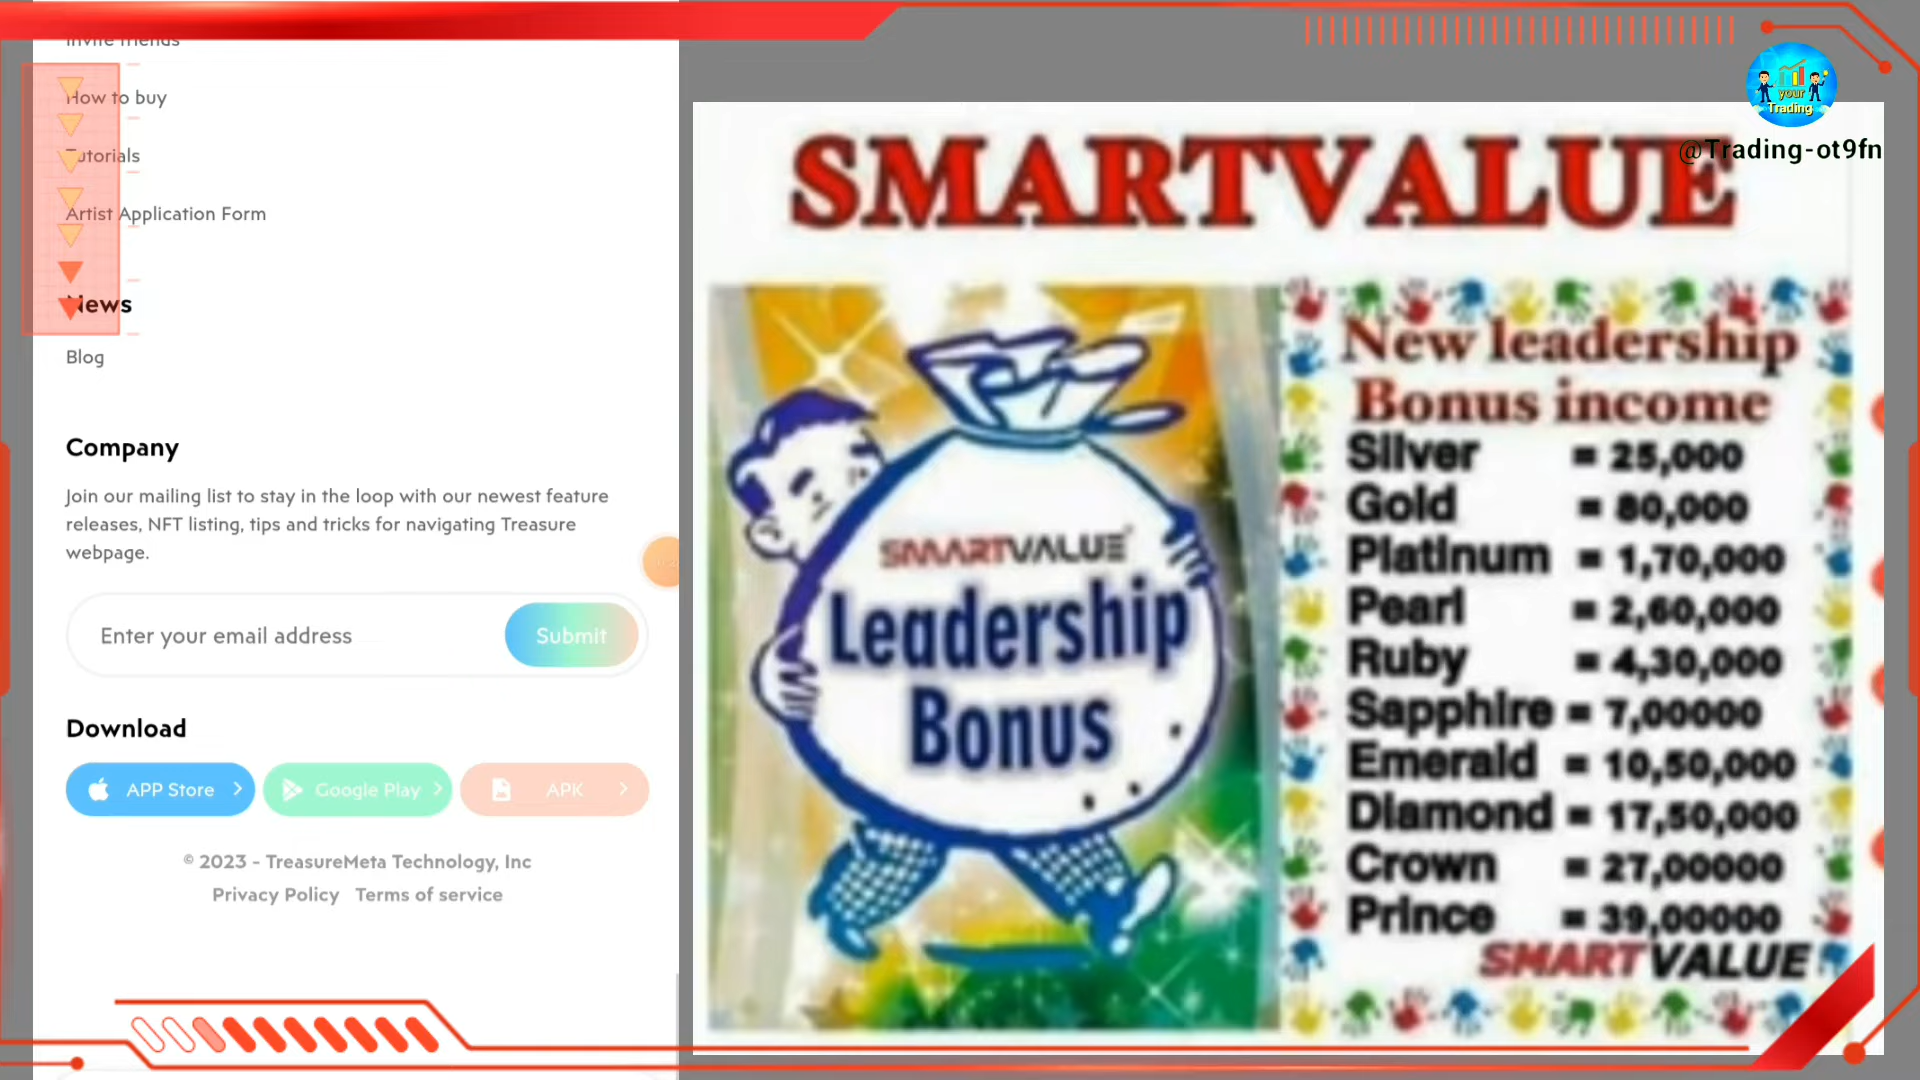 Invite friends
How to buy
Tutorials
Artist Application Form
News
Blog
Company
Join our mailing list to stay in the loop with our newest feature
releases, NFT listing, tips and tricks for navigating Treasure
webpage.
Enter your email address
Submit
Download
APP Store
Google Play
APK
© 2023 - TreasureMeta Technology, Inc
Privacy Policy Terms of service
your
Trading
@Trading-ot9fn
SMARTVALUE
SMARTVALUE
Leadership
Bonus
New leadership
Bonus income
Silver = 25,000
Gold = 80,000
Platinum = 1,70,000
Pearl = 2,60,000
Ruby = 4,30,000
Sapphire = 7,00000
Emerald = 10,50,000
Diamond = 17,50,000
Crown = 27,00000
Prince = 39,00000
SMART VALUE